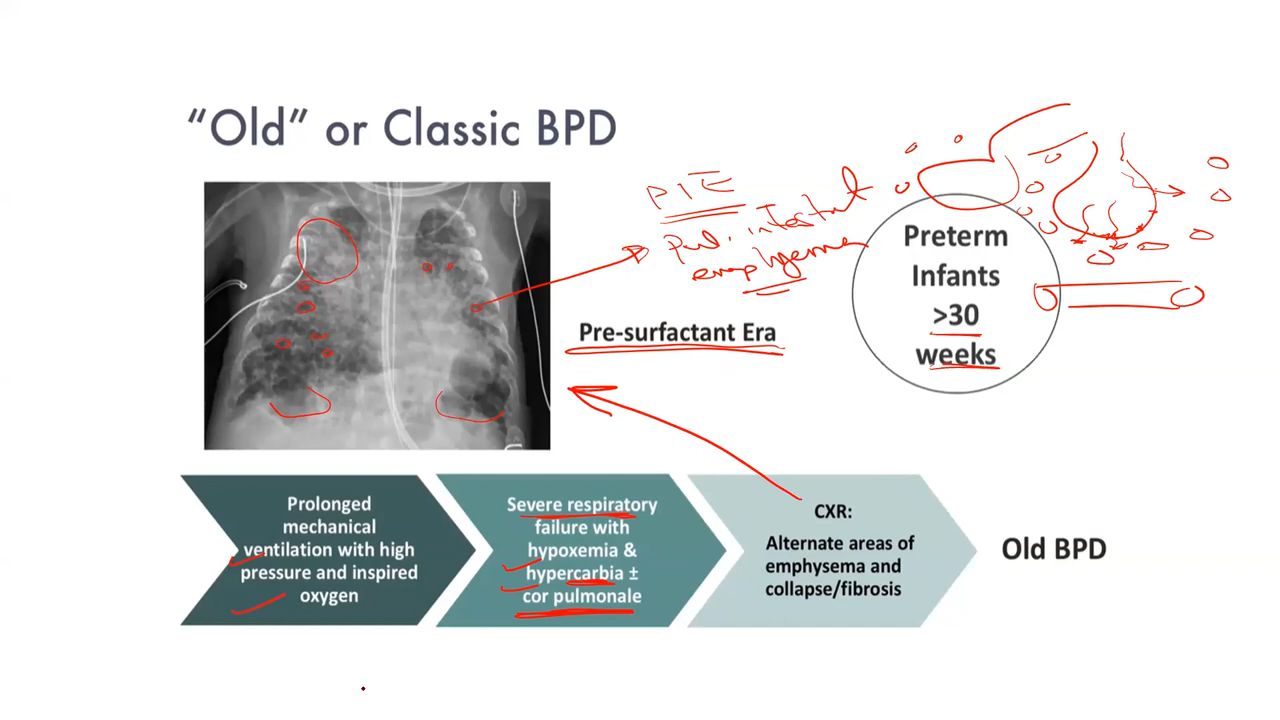 “Old” or Classic BPD
PIE
Pul. intestinal
emphysema
Preterm
Infants
>30
weeks
Pre-surfactant Era
Prolonged
mechanical
ventilation with high
pressure and inspired
oxygen
Severe respiratory
failure with
hypoxemia &
hypercarbia ±
cor pulmonale
CXR:
Alternate areas of
emphysema and
collapse/fibrosis
Old BPD